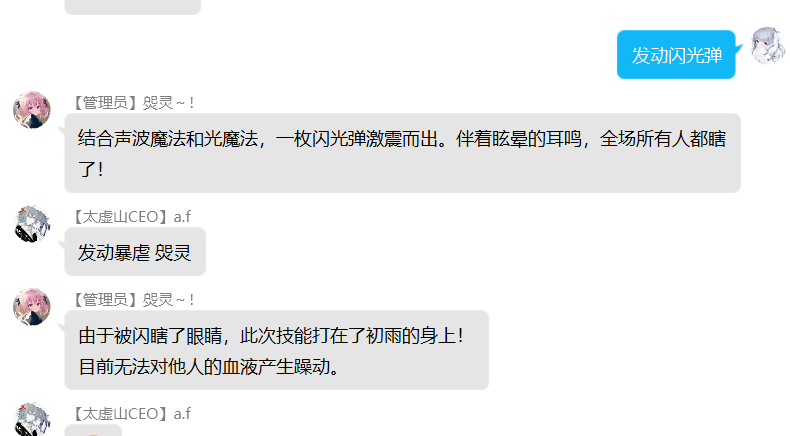 发动闪光弹
【管理员】煲灵～！
结合声波魔法和光魔法，一枚闪光弹激震而出。伴着眩晕的耳鸣，全场所有人都瞎
了！
【太虚山CEO】a.f
发动暴虐 煲灵
【管理员】煲灵～！
由于被闪瞎了眼睛，此次技能打在了初雨的身上！
目前无法对他人的血液产生躁动。
【太虚山CEO】a.f